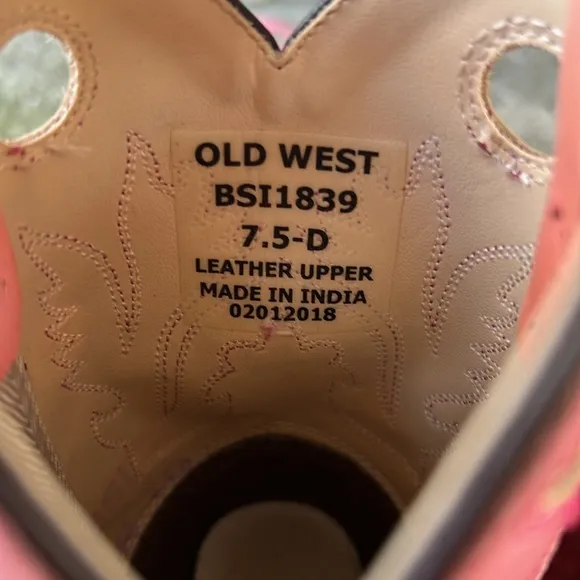 OLD WEST
BSI1839
7.5-D
LEATHER UPPER
MADE IN INDIA
02012018